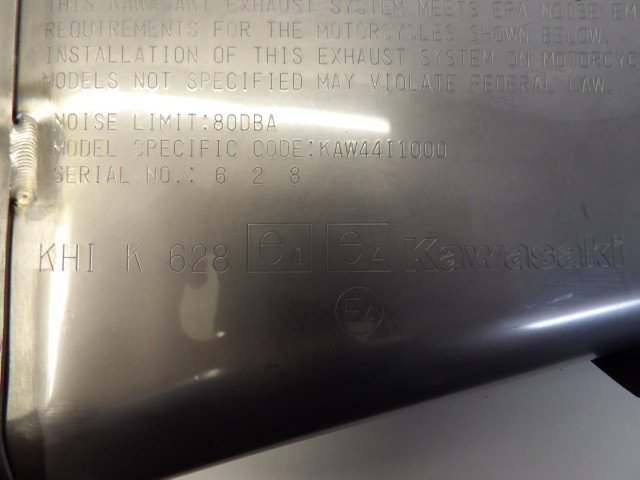 THIS KAWASAKI EXHAUST SYSTEM MEETS EPA NOISE EM
REQUIREMENTS FOR THE MOTORCYCLES SHOWN BELOW.
INSTALLATION OF THIS EXHAUST SYSTEM ON MOTORCYC
MODELS NOT SPECIFIED MAY VIOLATE FEDERAL LAW.
NOISE LIMIT:80DBA
MODEL SPECIFIC CODE:KAW44I1000
SERIAL NO.: 6 2 8
KHI K 628 e1 e4 Kawasaki
E4